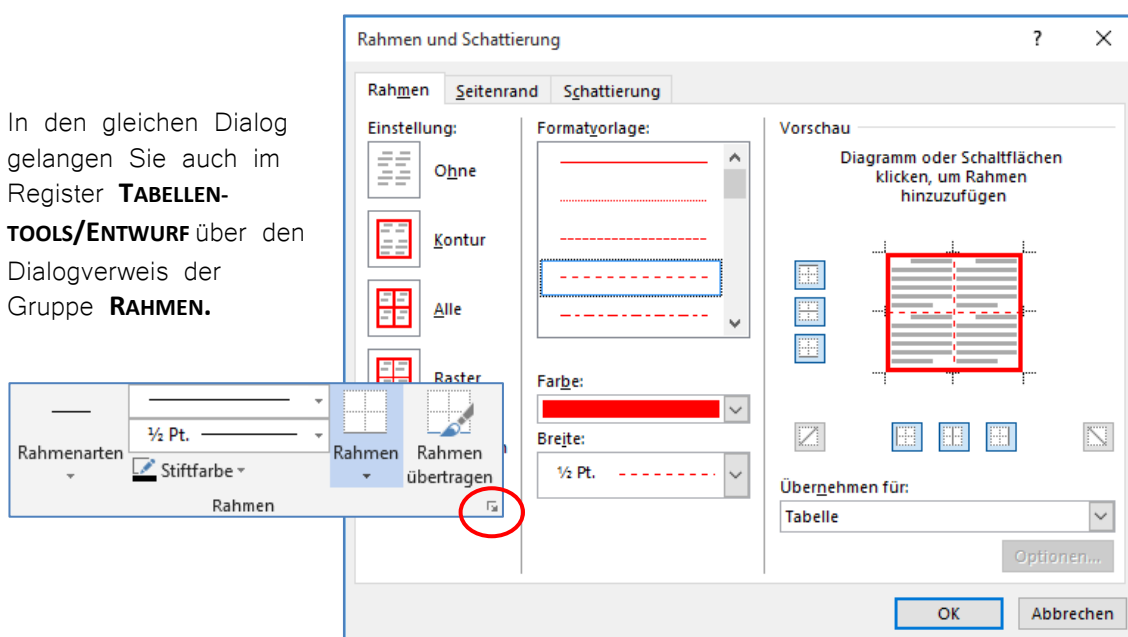 In den gleichen Dialog
gelangen Sie auch im
Register TABELLEN-
TOOLS/ENTWURF über den
Dialogverweis der
Gruppe RAHMEN.
Rahmen und Schattierung
?
Rahmen Seitenrand Schattierung
Einstellung:
Ohne
Kontur
Alle
Raster
Formatvorlage:
Farbe:
Breite:
½ Pt.
Vorschau
Diagramm oder Schaltflächen
klicken, um Rahmen
hinzuzufügen
Übernehmen für:
Tabelle
Optionen...
OK Abbrechen
Rahmenarten
½ Pt.
Stiftfarbe
Rahmen
Rahmen
übertragen
Rahmen